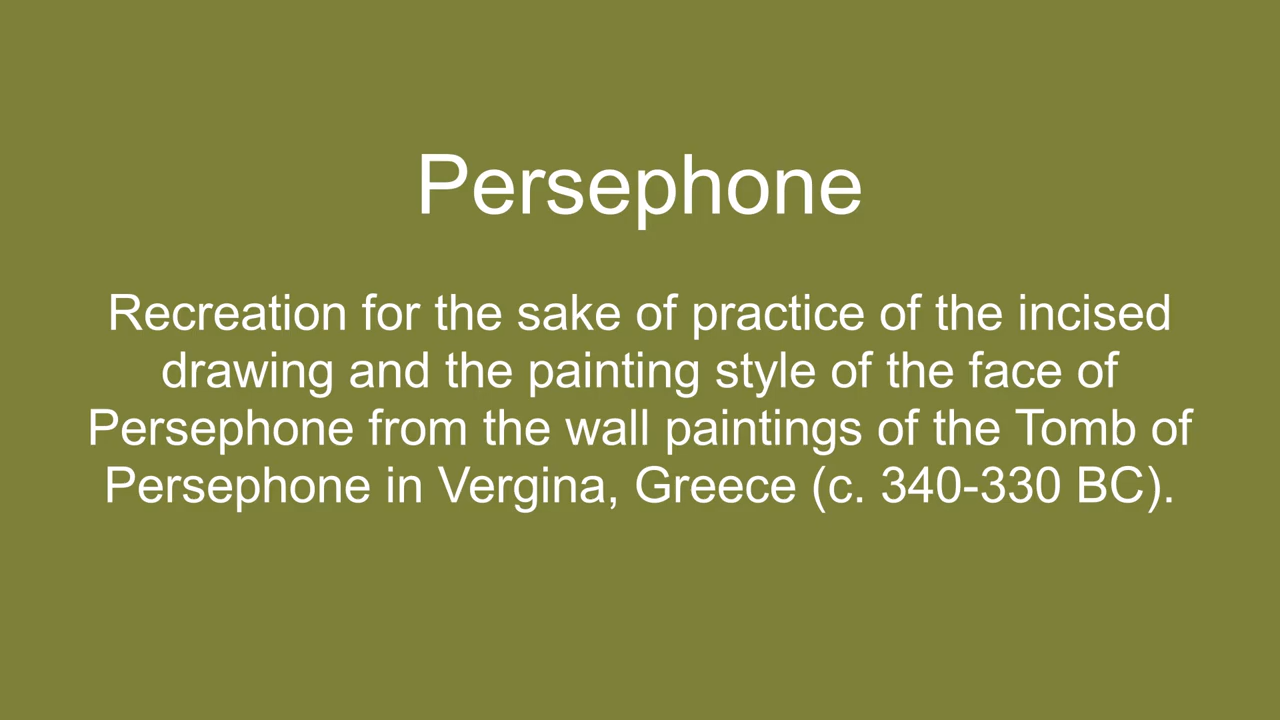 Persephone
Recreation for the sake of practice of the incised
drawing and the painting style of the face of
Persephone from the wall paintings of the Tomb of
Persephone in Vergina, Greece (c. 340-330 BC).